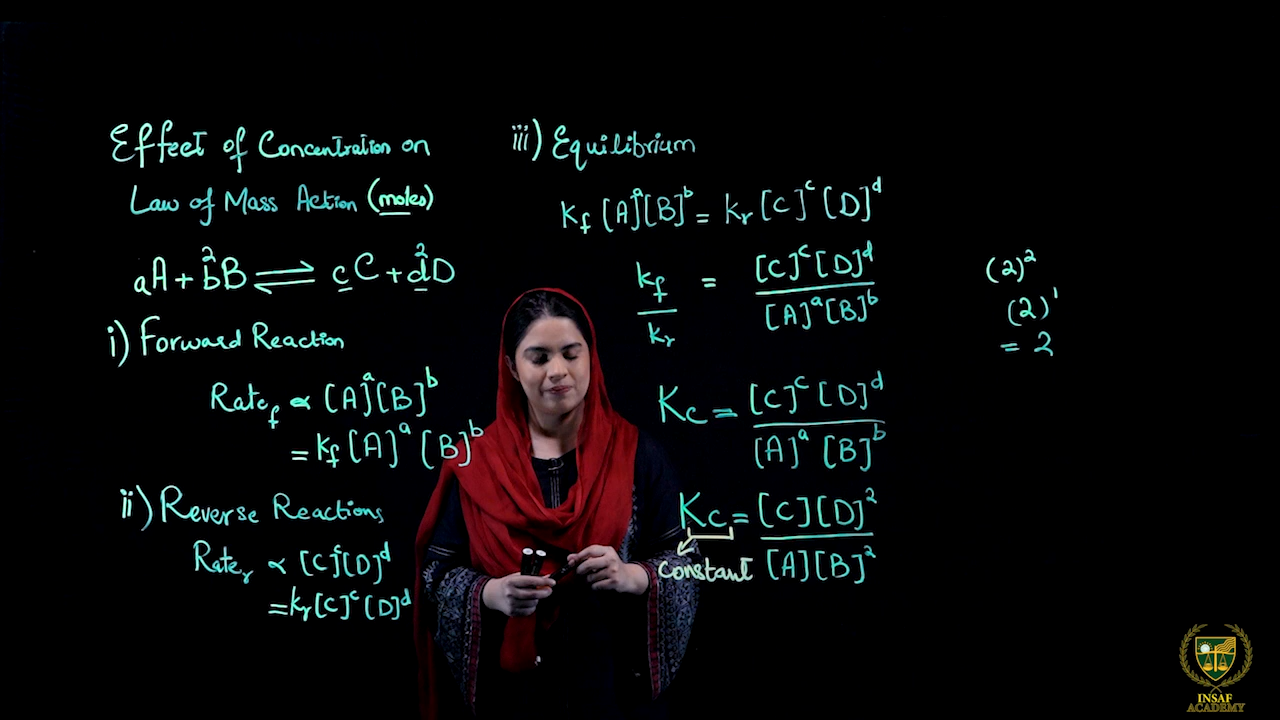 Effect of Concentration on
Law of Mass Action (moles)
2 2
aA + bB ⇌ cC + dD
i) Forward Reaction
Rate_f ∝ [A]^a [B]^b
= k_f [A]^a [B]^b
ii) Reverse Reactions
Rate_r ∝ [C]^c [D]^d
= k_r [C]^c [D]^d
iii) Equilibrium
k_f [A]^a [B]^b = k_r [C]^c [D]^d
k_f / k_r = [C]^c [D]^d / [A]^a [B]^b
Kc = [C]^c [D]^d / [A]^a [B]^b
Kc = [C][D]^2 / [A][B]^2
constant
(2)^2
(2)^1
= 2
INSAF
ACADEMY